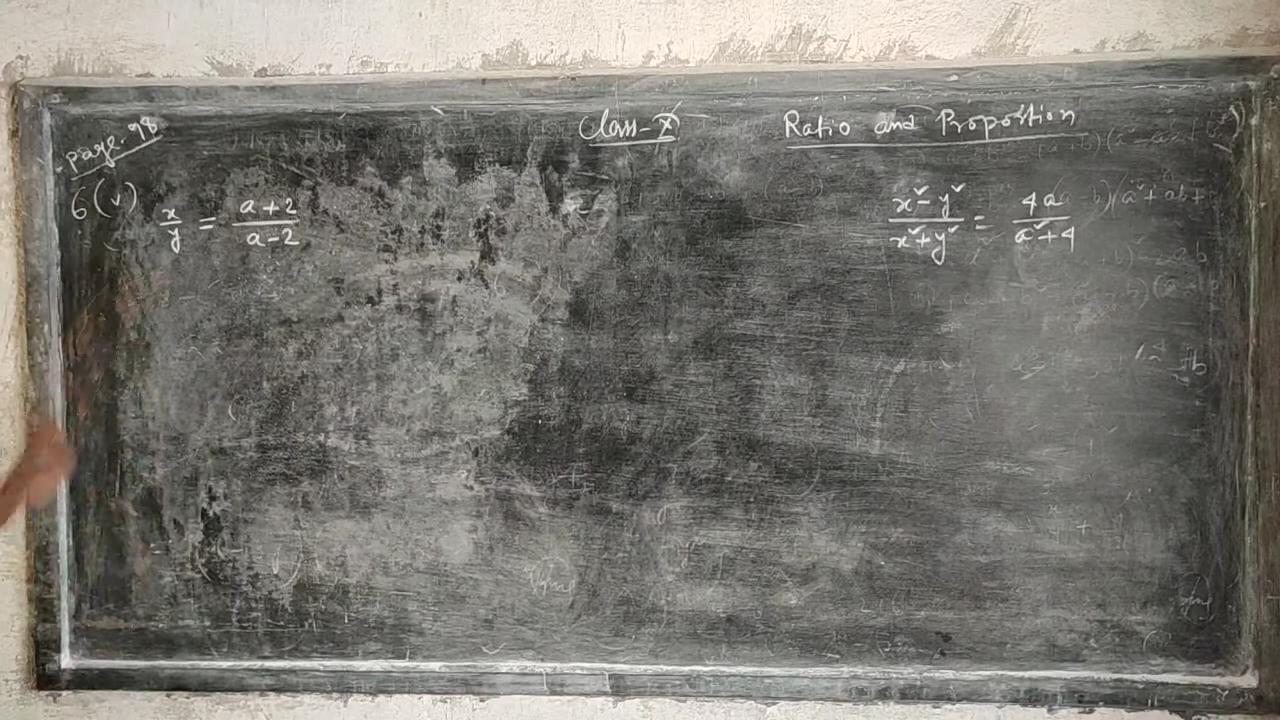 Page-98
Class-X
Ratio and Proportion
6(v) x/y = (a+2)/(a-2)
(x²-y²)/(x²+y²) = 4a/(a²+4)